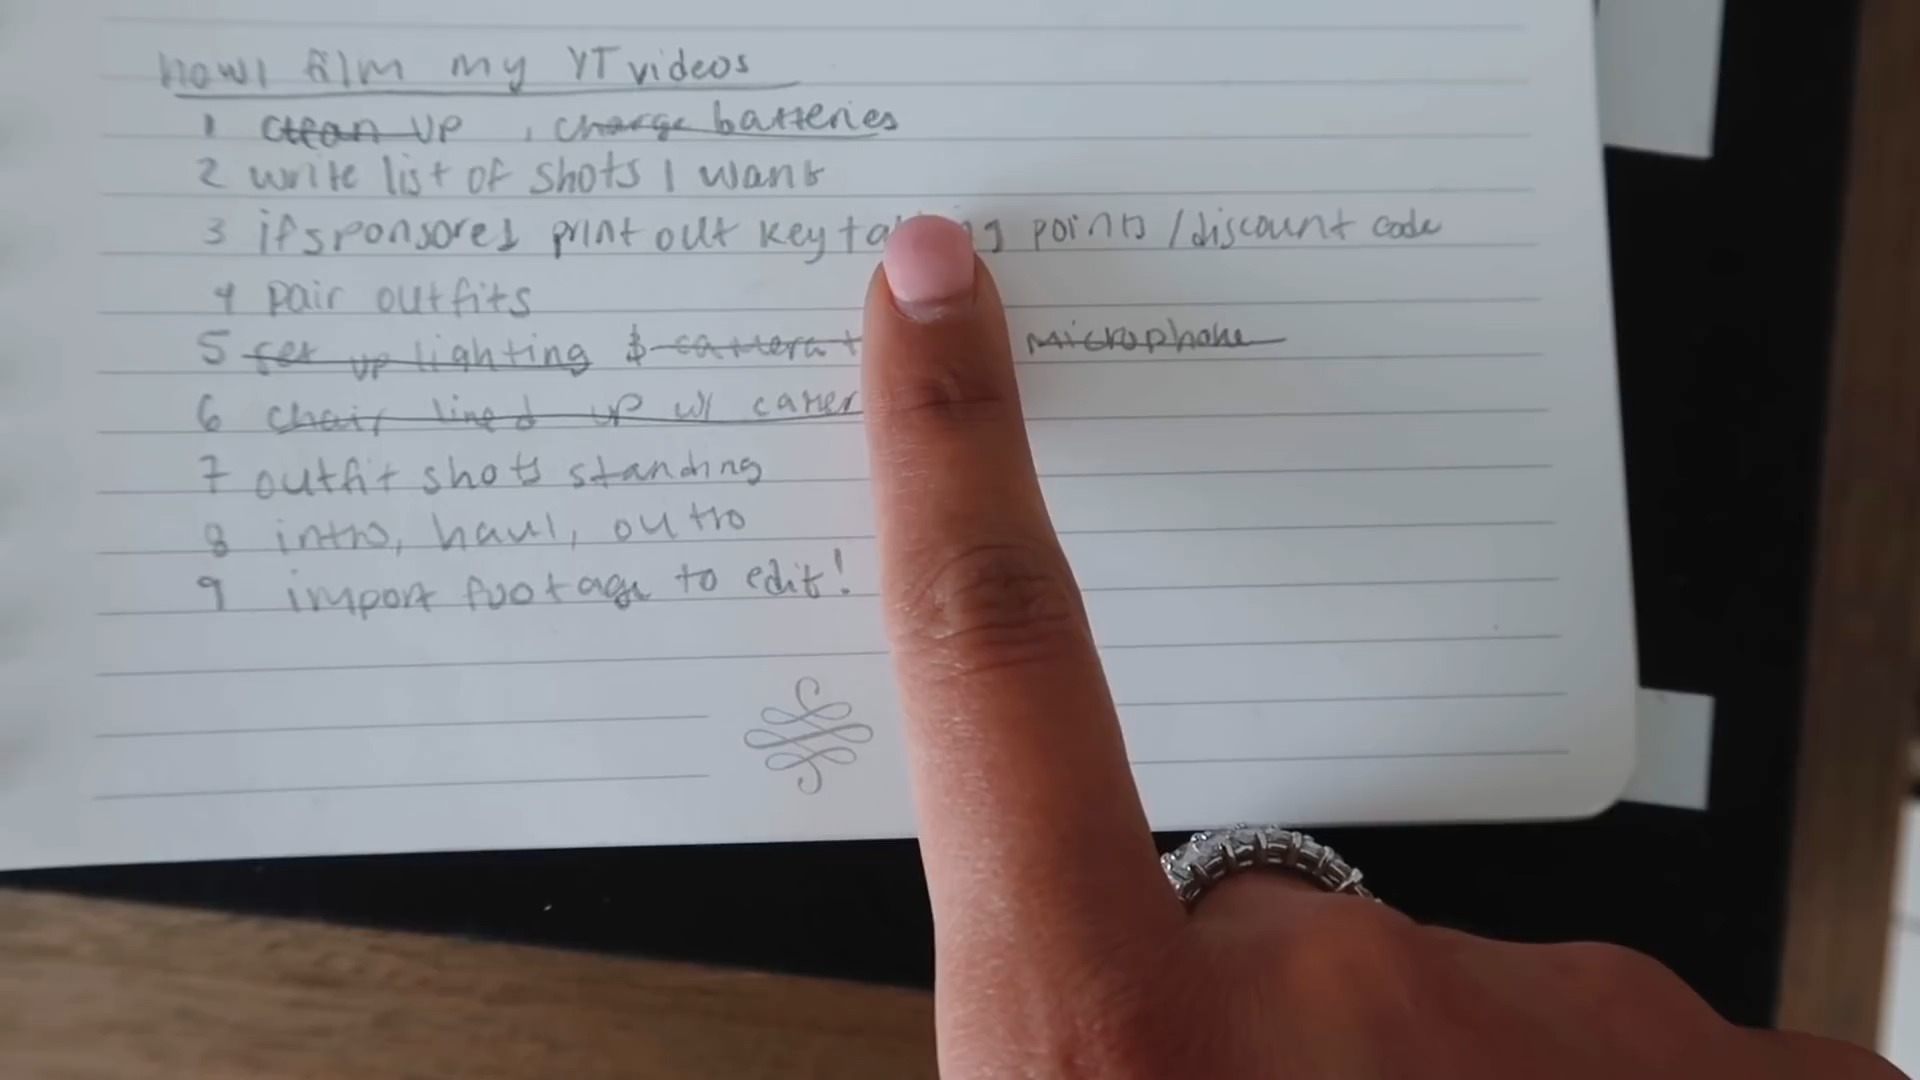 how I film my YT videos
1 clean up , charge batteries
2 write list of shots I want
3 if sponsored print out key talking points / discount code
4 pair outfits
5 set up lighting $ camera microphone
6 chair lined up w/
7 outfit shots standing
8 intro, haul, outro
9 import footage to edit!